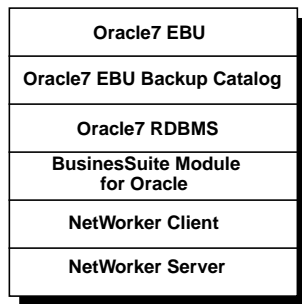 Oracle7 EBU
Oracle7 EBU Backup Catalog
Oracle7 RDBMS
BusinesSuite Module
for Oracle
NetWorker Client
NetWorker Server